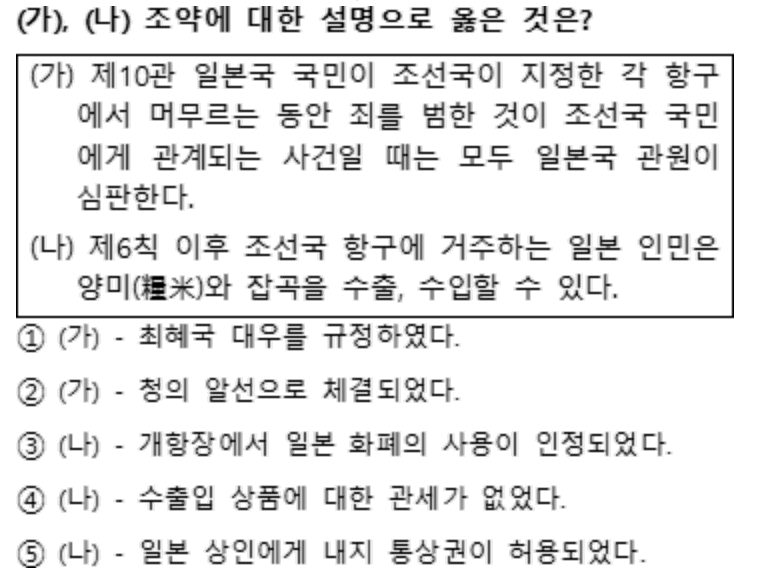 (가), (나) 조약에 대한 설명으로 옳은 것은?
(가) 제10관 일본국 국민이 조선국이 지정한 각 항구
에서 머무르는 동안 죄를 범한 것이 조선국 국민
에게 관계되는 사건일 때는 모두 일본국 관원이
심판한다.
(나) 제6칙 이후 조선국 항구에 거주하는 일본 인민은
양미(糧米)와 잡곡을 수출, 수입할 수 있다.
① (가) - 최혜국 대우를 규정하였다.
② (가) - 청의 알선으로 체결되었다.
③ (나) - 개항장에서 일본 화폐의 사용이 인정되었다.
④ (나) - 수출입 상품에 대한 관세가 없었다.
⑤ (나) - 일본 상인에게 내지 통상권이 허용되었다.